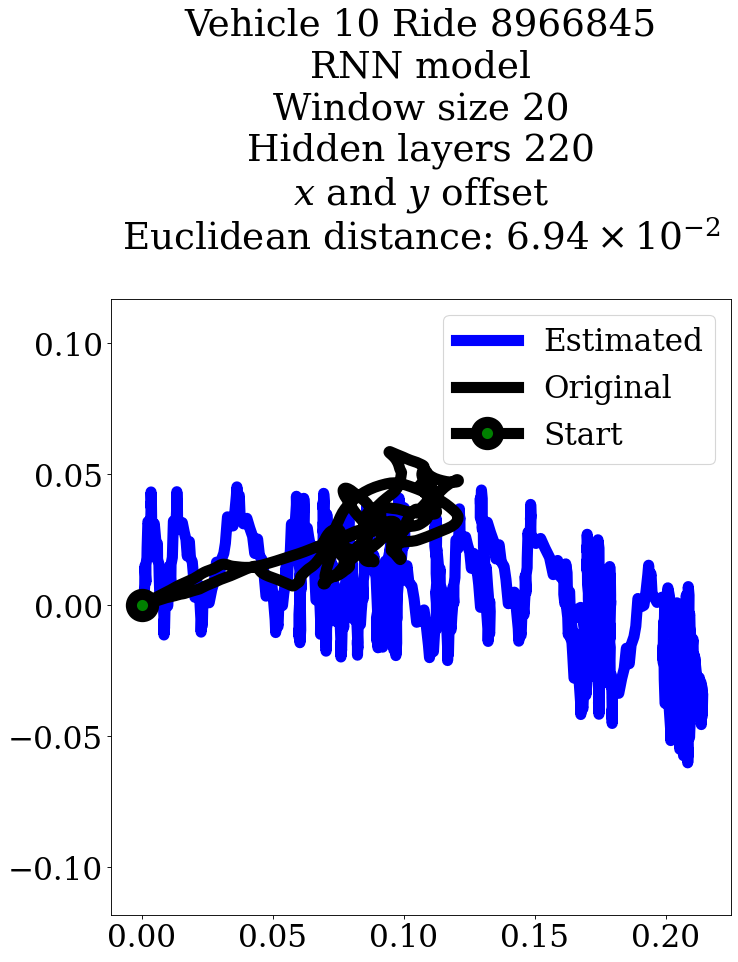 Vehicle 10 Ride 8966845
RNN model
Window size 20
Hidden layers 220
x and y offset
Euclidean distance: 6.94 × 10⁻²
Estimated
Original
Start
0.10
0.05
0.00
−0.05
−0.10
0.00 0.05 0.10 0.15 0.20